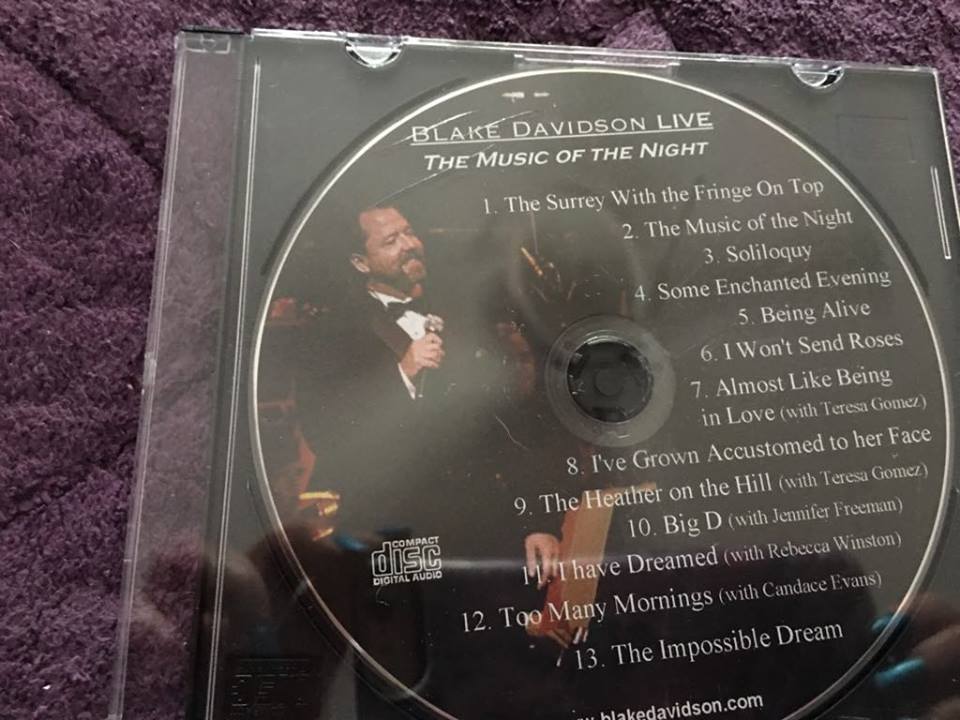 BLAKE DAVIDSON LIVE
THE MUSIC OF THE NIGHT
1. The Surrey With the Fringe On Top
2. The Music of the Night
3. Soliloquy
4. Some Enchanted Evening
5. Being Alive
6. I Won't Send Roses
7. Almost Like Being
in Love (with Teresa Gomez)
8. I've Grown Accustomed to her Face
9. The Heather on the Hill (with Teresa Gomez)
10. Big D (with Jennifer Freeman)
11. I have Dreamed (with Rebecca Winston)
12. Too Many Mornings (with Candace Evans)
13. The Impossible Dream
COMPACT
disc
DIGITAL AUDIO
blakedavidson.com